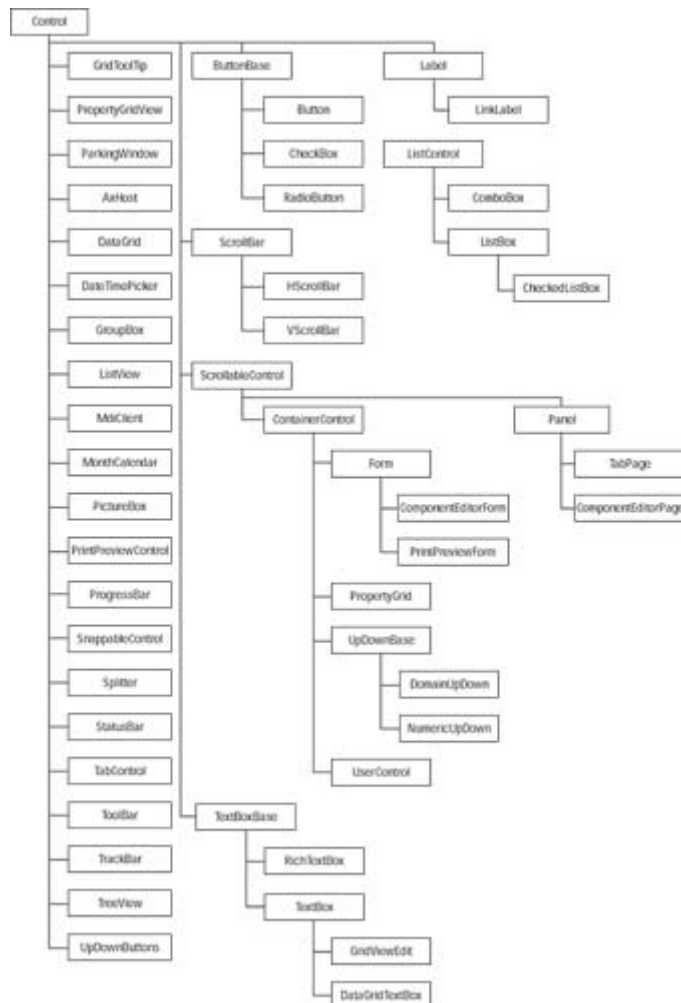 Control
GridToolTip
PropertyGridView
ParkingWindow
AxHost
DataGrid
DateTimePicker
GroupBox
ListView
MdiClient
MonthCalendar
PictureBox
PrintPreviewControl
ProgressBar
SnappableControl
Splitter
StatusBar
TabControl
ToolBar
TrackBar
TreeView
UpDownButtons
ButtonBase
Button
CheckBox
RadioButton
ScrollBar
HScrollBar
VScrollBar
Label
LinkLabel
ListControl
ComboBox
ListBox
CheckedListBox
ScrollableControl
ContainerControl
Form
ComponentEditorForm
PrintPreviewForm
PropertyGrid
UpDownBase
DomainUpDown
NumericUpDown
UserControl
Panel
TabPage
ComponentEditorPage
TextBoxBase
RichTextBox
TextBox
GridViewEdit
DataGridTextBox